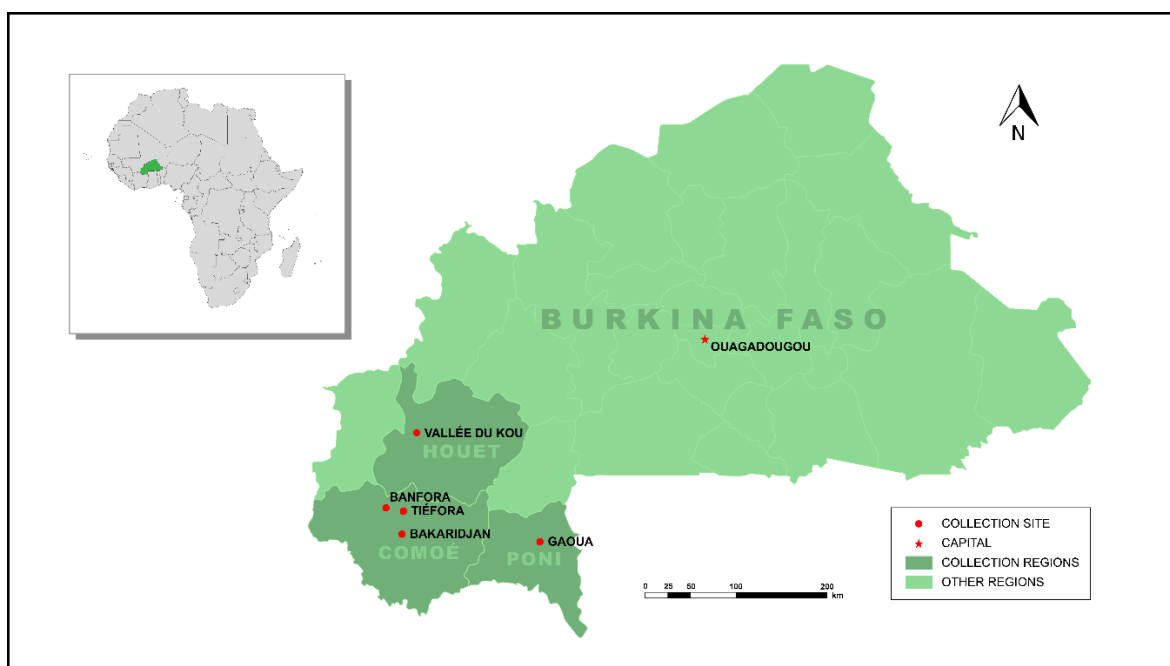 N
BURKINA FASO
OUAGADOUGOU
VALLÉE DU KOU
HOUET
BANFORA
TIÉFORA
BAKARIDJAN
COMOÉ
GAOUA
PONI
COLLECTION SITE
CAPITAL
COLLECTION REGIONS
OTHER REGIONS
0 25 50 100 200
km